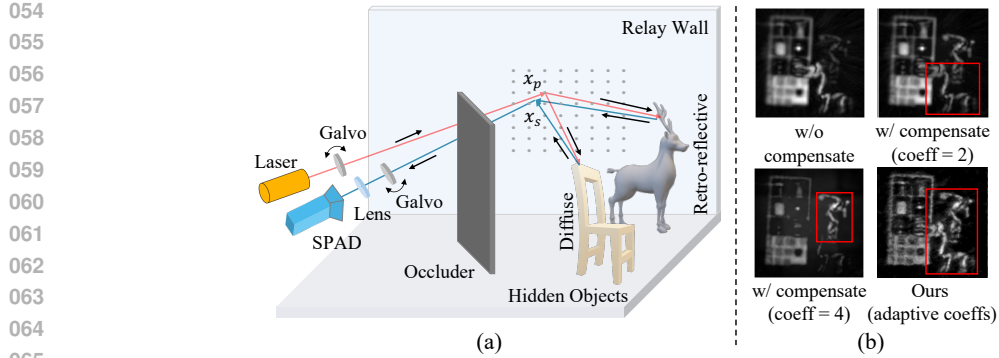 054
055
056
057
058
059
060
061
062
063
064
Relay Wall
x_p
x_s
Galvo
Laser
Lens
Galvo
SPAD
Occluder
Diffuse
Retro-reflective
Hidden Objects
(a)
w/o
compensate
w/ compensate
(coeff = 2)
w/ compensate
(coeff = 4)
Ours
(adaptive coeffs)
(b)